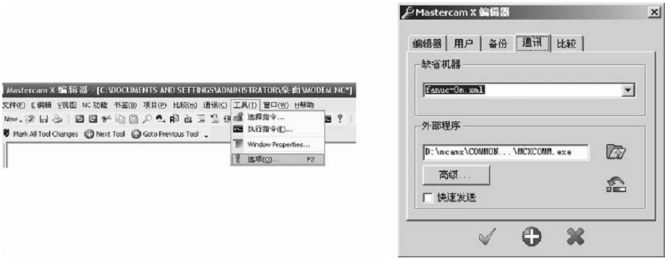 Mastercam X 编辑器 - [C:\DOCUMENTS AND SETTINGS\ADMINISTRATOR\桌面\MODEM.NC*]
文件(F) E编辑 V视图 NC 功能 书签(B) 项目(P) 比较(m) 通讯(C) 工具(T) 窗口(W) H帮助
New
Mark All Tool Changes Next Tool Goto Previous Tool
选择指令...
执行指令(E)...
Window Properties...
选项(O)... F2
Mastercam X 编辑器
编辑器 用户 备份 通讯 比较
缺省机器
fanuc-0m.xml
外部程序
D:\mcamx\COMMON...\MCXCOMM.exe
高级...
快速发送